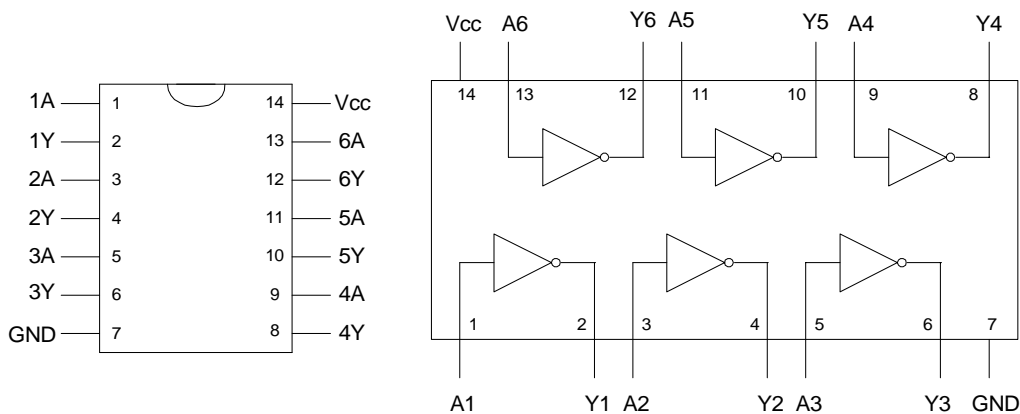 Vcc A6 Y6 A5 Y5 A4 Y4
14 13 12 11 10 9 8
1A 1 14 Vcc
1Y 2 13 6A
2A 3 12 6Y
2Y 4 11 5A
3A 5 10 5Y
3Y 6 9 4A
GND 7 8 4Y
1 2 3 4 5 6 7
A1 Y1 A2 Y2 A3 Y3 GND